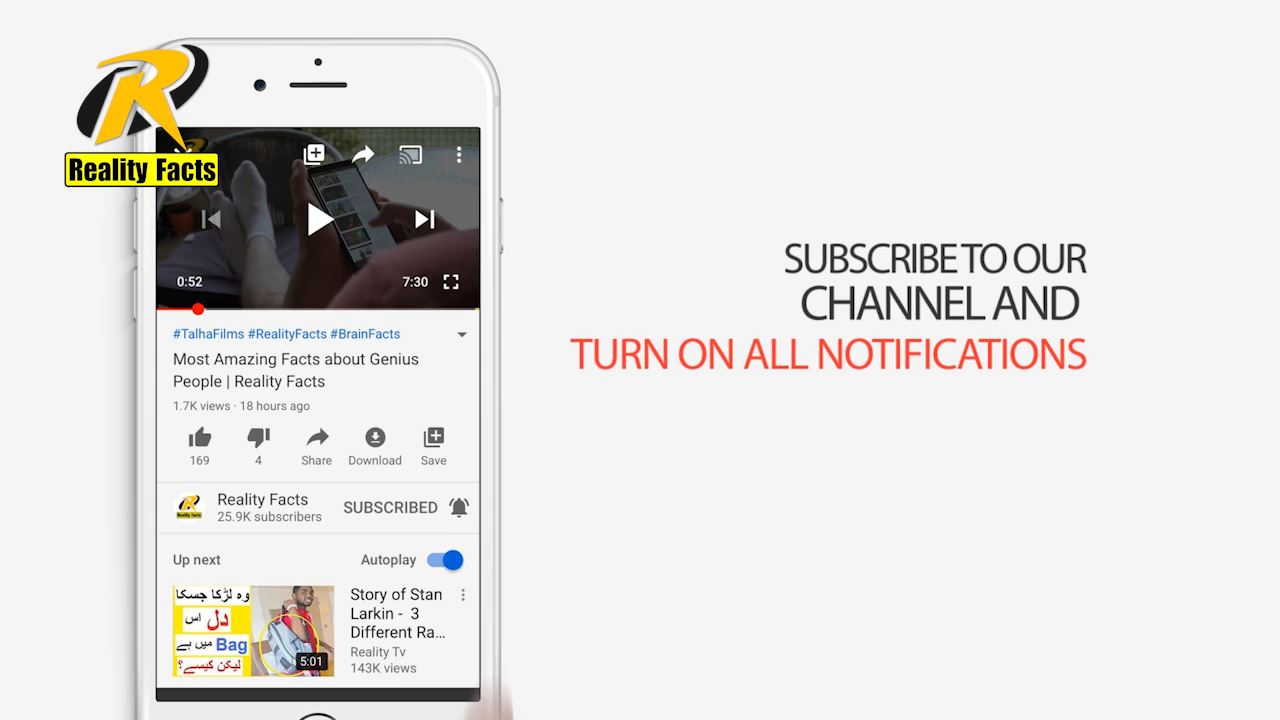 Reality Facts
0:52
7:30
#TalhaFilms #RealityFacts #BrainFacts
Most Amazing Facts about Genius
People | Reality Facts
1.7K views · 18 hours ago
169
4
Share
Download
Save
Reality Facts
Reality Facts
25.9K subscribers
SUBSCRIBED
Up next
Autoplay
وہ لڑکا جسکا
دل اس
Bag میں ہے
لیکن کیسے؟
5:01
Story of Stan
Larkin - 3
Different Ra...
Reality Tv
143K views
SUBSCRIBE TO OUR
CHANNEL AND
TURN ON ALL NOTIFICATIONS